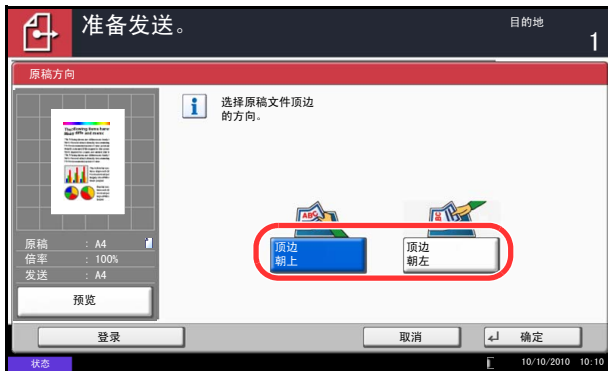 准备发送。
目的地
1
原稿方向
选择原稿文件顶边
的方向。
ABC
原稿 : A4
倍率 : 100%
发送 : A4
预览
顶边
朝上
顶边
朝左
登录
取消
确定
状态
10/10/2010 10:10